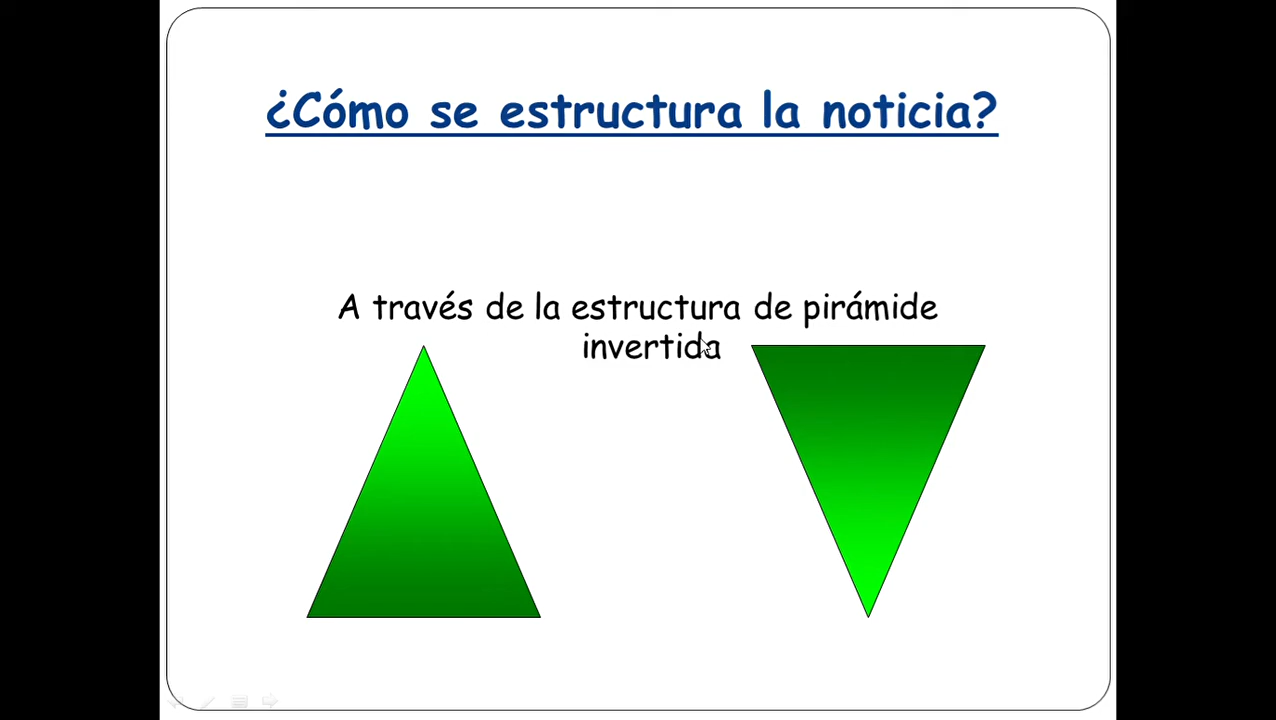 ¿Cómo se estructura la noticia?
A través de la estructura de pirámide
invertida